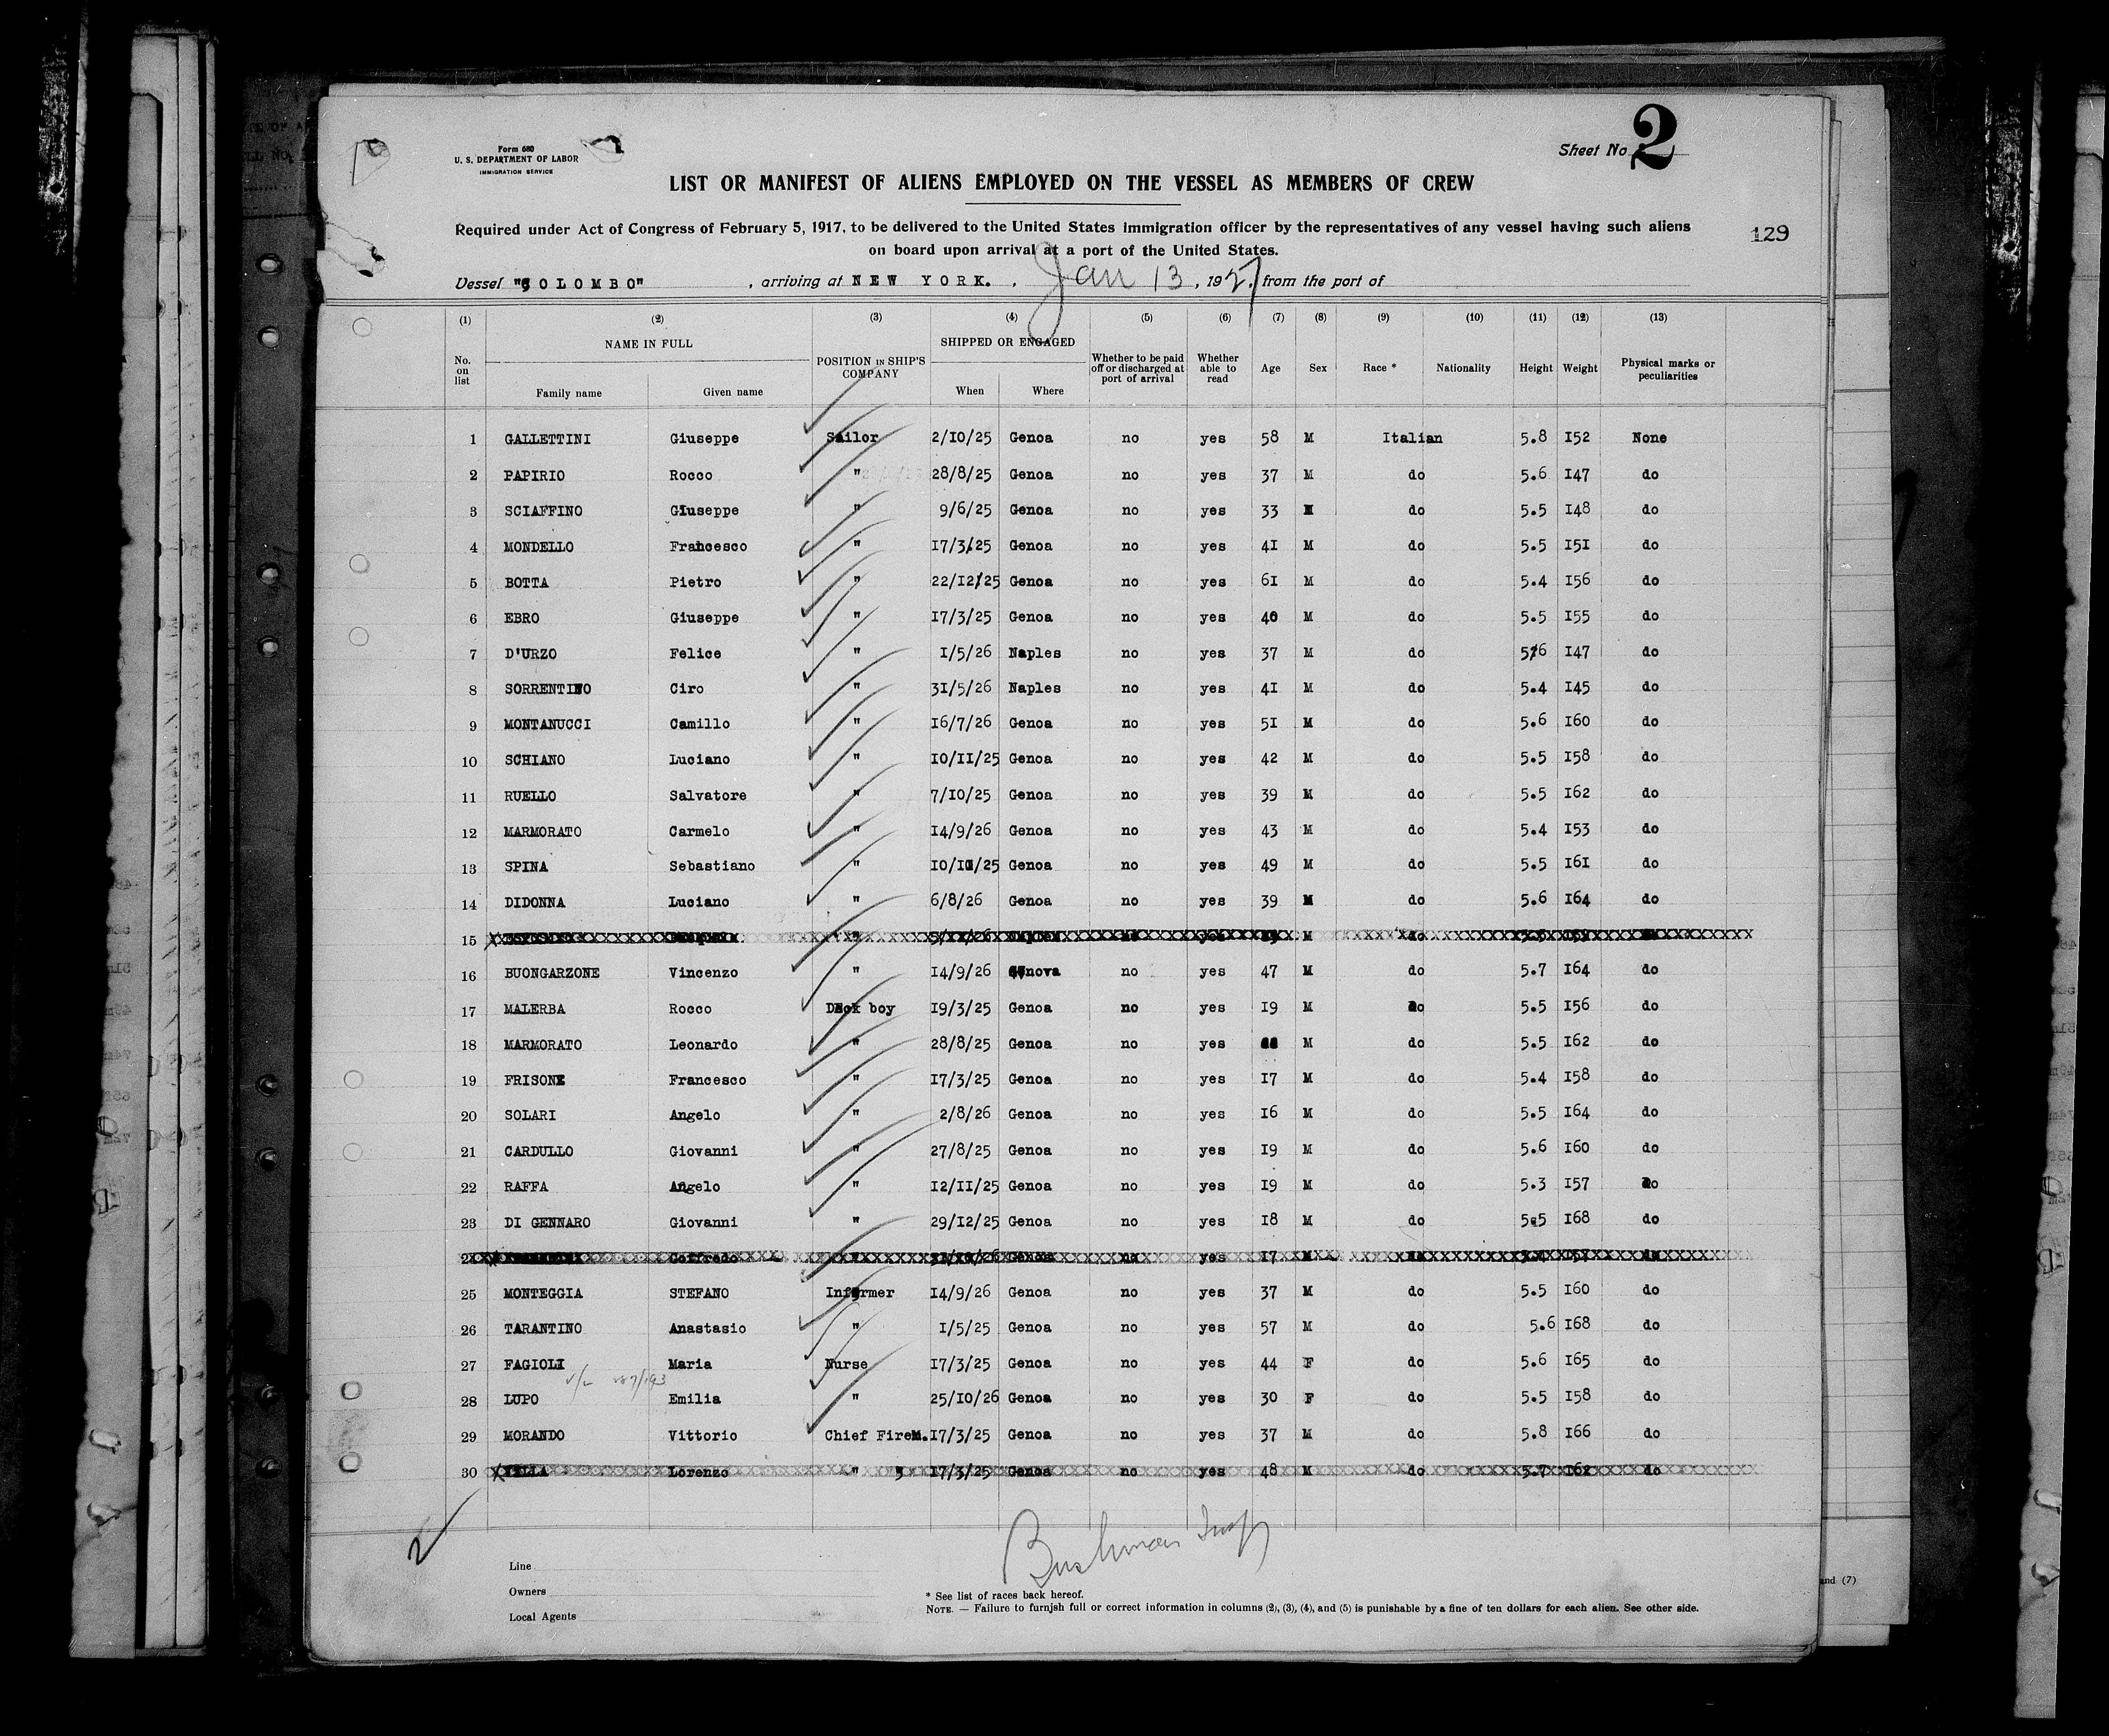 Form 680
U. S. DEPARTMENT OF LABOR
IMMIGRATION SERVICE
Sheet No 2
LIST OR MANIFEST OF ALIENS EMPLOYED ON THE VESSEL AS MEMBERS OF CREW
Required under Act of Congress of February 5, 1917, to be delivered to the United States immigration officer by the representatives of any vessel having such aliens
on board upon arrival at a port of the United States.
129
Vessel "COLOMBO" , arriving at NEW YORK. , Jan 13 , 1927, from the port of
(1) (2) (3) (4) (5) (6) (7) (8) (9) (10) (11) (12) (13)
No. on list NAME IN FULL Family name Given name POSITION IN SHIP'S COMPANY SHIPPED OR ENGAGED When Where Whether to be paid off or discharged at port of arrival Whether able to read Age Sex Race * Nationality Height Weight Physical marks or peculiarities
1 GALLETTINI Giuseppe Sailor 2/10/25 Genoa no yes 58 M Italian 5.8 152 None
2 PAPIRIO Rocco " 28/8/25 Genoa no yes 37 M do 5.6 147 do
3 SCIAFFINO Giuseppe " 9/6/25 Genoa no yes 33 M do 5.5 148 do
4 MONDELLO Francesco " 17/3/25 Genoa no yes 41 M do 5.5 151 do
5 BOTTA Pietro " 22/12/25 Genoa no yes 61 M do 5.4 156 do
6 EBRO Giuseppe " 17/3/25 Genoa no yes 40 M do 5.5 155 do
7 D'URZO Felice " 1/5/26 Naples no yes 37 M do 5.6 147 do
8 SORRENTINO Ciro " 31/5/26 Naples no yes 41 M do 5.4 145 do
9 MONTANUCCI Camillo " 16/7/26 Genoa no yes 51 M do 5.6 160 do
10 SCHIANO Luciano " 10/11/25 Genoa no yes 42 M do 5.5 158 do
11 RUELLO Salvatore " 7/10/25 Genoa no yes 39 M do 5.5 162 do
12 MARMORATO Carmelo " 14/9/26 Genoa no yes 43 M do 5.4 153 do
13 SPINA Sebastiano " 10/11/25 Genoa no yes 49 M do 5.5 161 do
14 DIDONNA Luciano " 6/8/26 Genoa no yes 39 M do 5.6 164 do
15 " no yes M do
16 BUONGARZONE Vincenzo " 14/9/26 Genova no yes 47 M do 5.7 164 do
17 MALERBA Rocco Deck boy 19/3/25 Genoa no yes 19 M do 5.5 156 do
18 MARMORATO Leonardo " 28/8/25 Genoa no yes M do 5.5 162 do
19 FRISONE Francesco " 17/3/25 Genoa no yes 17 M do 5.4 158 do
20 SOLARI Angelo " 2/8/26 Genoa no yes 16 M do 5.5 164 do
21 CARDULLO Giovanni " 27/8/25 Genoa no yes 19 M do 5.6 160 do
22 RAFFA Angelo " 12/11/25 Genoa no yes 19 M do 5.3 157 do
23 DI GENNARO Giovanni " 29/12/25 Genoa no yes 18 M do 5.5 168 do
24 Goffredo " Genoa no yes 17 M do do
25 MONTEGGIA STEFANO Informer 14/9/26 Genoa no yes 37 M do 5.5 160 do
26 TARANTINO Anastasio " 1/5/25 Genoa no yes 57 M do 5.6 168 do
27 FAGIOLI Maria Nurse 17/3/25 Genoa no yes 44 F do 5.6 165 do
28 LUPO Emilia " 25/10/26 Genoa no yes 30 F do 5.5 158 do
29 MORANDO Vittorio Chief Firem. 17/3/25 Genoa no yes 37 M do 5.8 166 do
30 Lorenzo " " 17/3/25 Genoa no yes 48 M do 5.7 162 do
2
Line
Owners
Local Agents
* See list of races back hereof.
NOTE. — Failure to furnish full or correct information in columns (2), (3), (4), and (5) is punishable by a fine of ten dollars for each alien. See other side.
and (7)